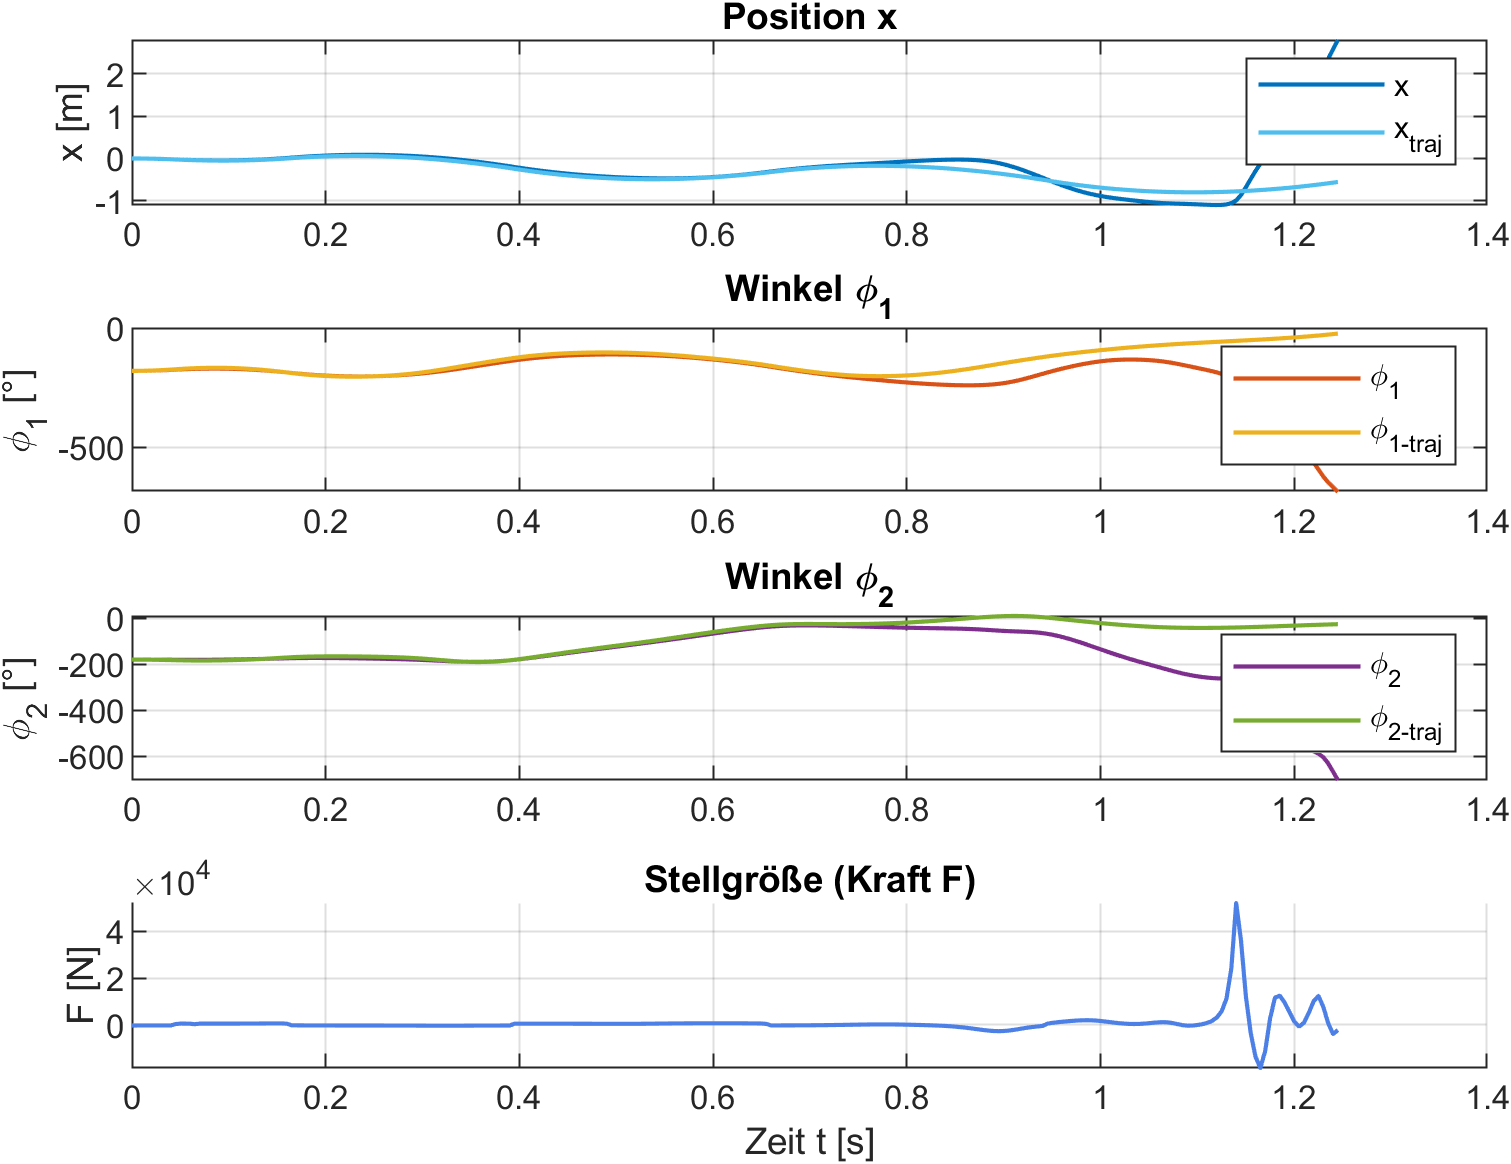 Position x
x [m]
2
1
0
-1
x
x_traj
0 0.2 0.4 0.6 0.8 1 1.2 1.4
Winkel ϕ_1
ϕ_1 [°]
0
-500
ϕ_1
ϕ_1-traj
0 0.2 0.4 0.6 0.8 1 1.2 1.4
Winkel ϕ_2
ϕ_2 [°]
0
-200
-400
-600
ϕ_2
ϕ_2-traj
0 0.2 0.4 0.6 0.8 1 1.2 1.4
×10^4
Stellgröße (Kraft F)
F [N]
4
2
0
0 0.2 0.4 0.6 0.8 1 1.2 1.4
Zeit t [s]